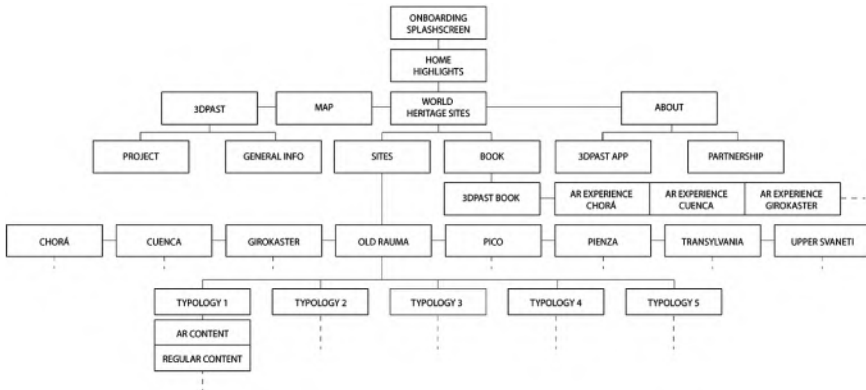 ONBOARDING
SPLASHSCREEN
HOME
HIGHLIGHTS
3DPAST
MAP
WORLD
HERITAGE SITES
ABOUT
PROJECT
GENERAL INFO
SITES
BOOK
3DPAST APP
PARTNERSHIP
3DPAST BOOK
AR EXPERIENCE
CHORÁ
AR EXPERIENCE
CUENCA
AR EXPERIENCE
GIROKASTER
CHORÁ
CUENCA
GIROKASTER
OLD RAUMA
PICO
PIENZA
TRANSYLVANIA
UPPER SVANETI
TYPOLOGY 1
TYPOLOGY 2
TYPOLOGY 3
TYPOLOGY 4
TYPOLOGY 5
AR CONTENT
REGULAR CONTENT